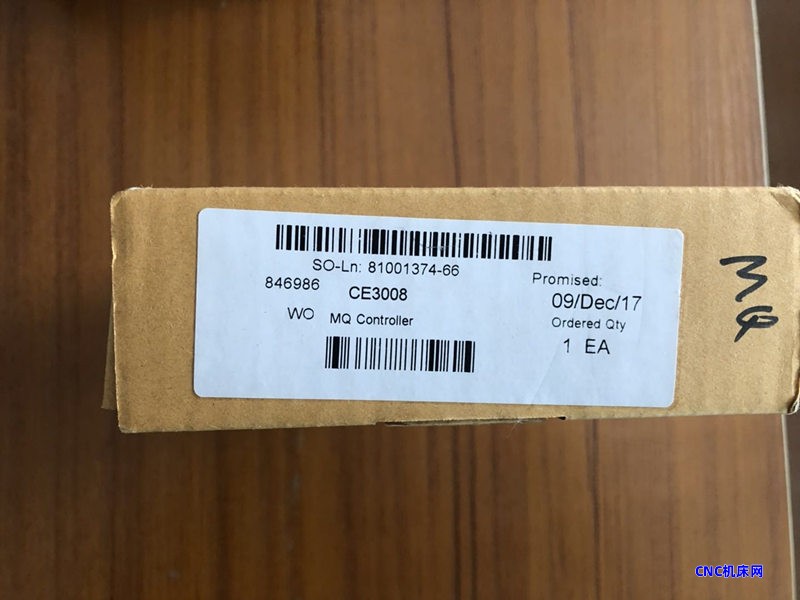 SO-Ln: 81001374-66
846986
CE3008
WO MQ Controller
Promised:
09/Dec/17
Ordered Qty
1 EA
MQ
CNC机床网